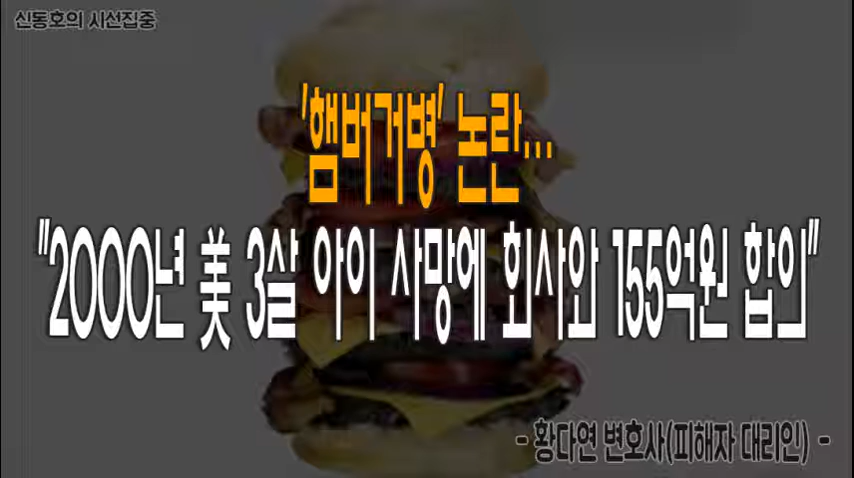 신동호의 시선집중
'햄버거병' 논란...
"2000년 美 3살 아이 사망에 회사와 155억원 합의"
- 황다연 변호사(피해자 대리인) -